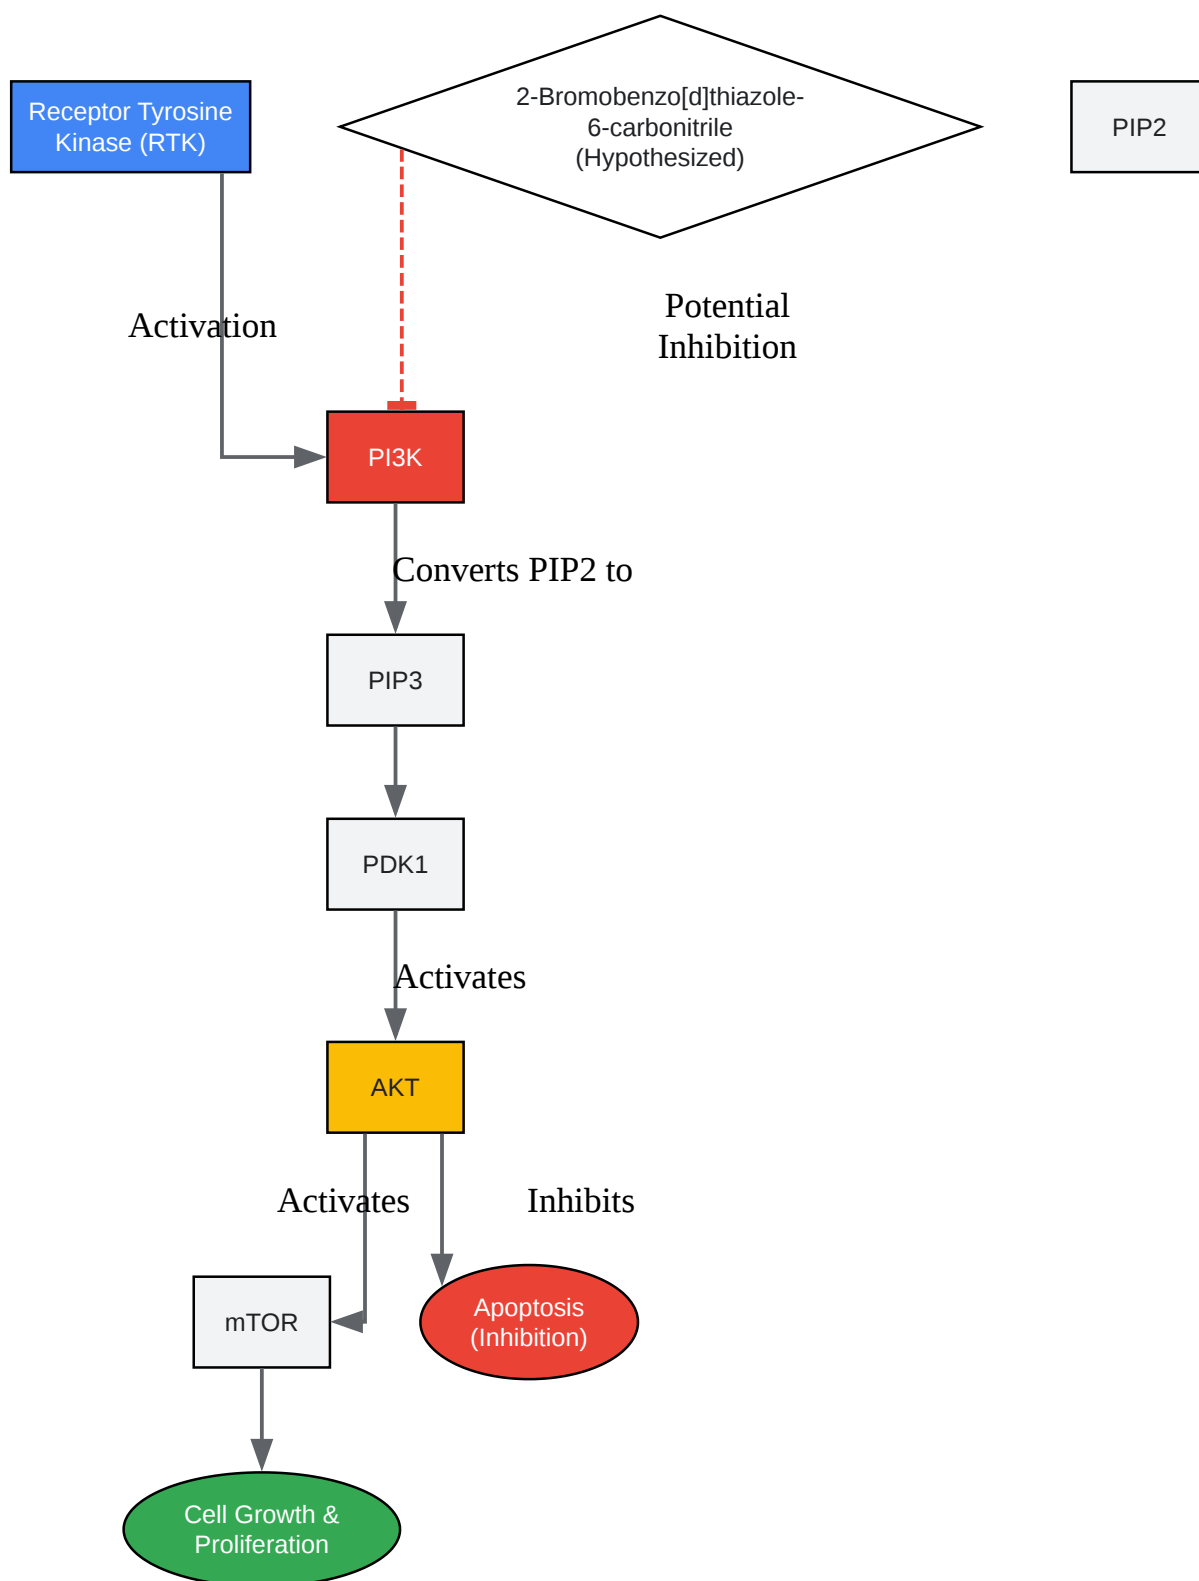 Receptor Tyrosine
Kinase (RTK)
2-Bromobenzo[d]thiazole-
6-carbonitrile
(Hypothesized)
PIP2
Activation
Potential
Inhibition
PI3K
Converts PIP2 to
PIP3
PDK1
Activates
AKT
Activates
Inhibits
mTOR
Apoptosis
(Inhibition)
Cell Growth &
Proliferation